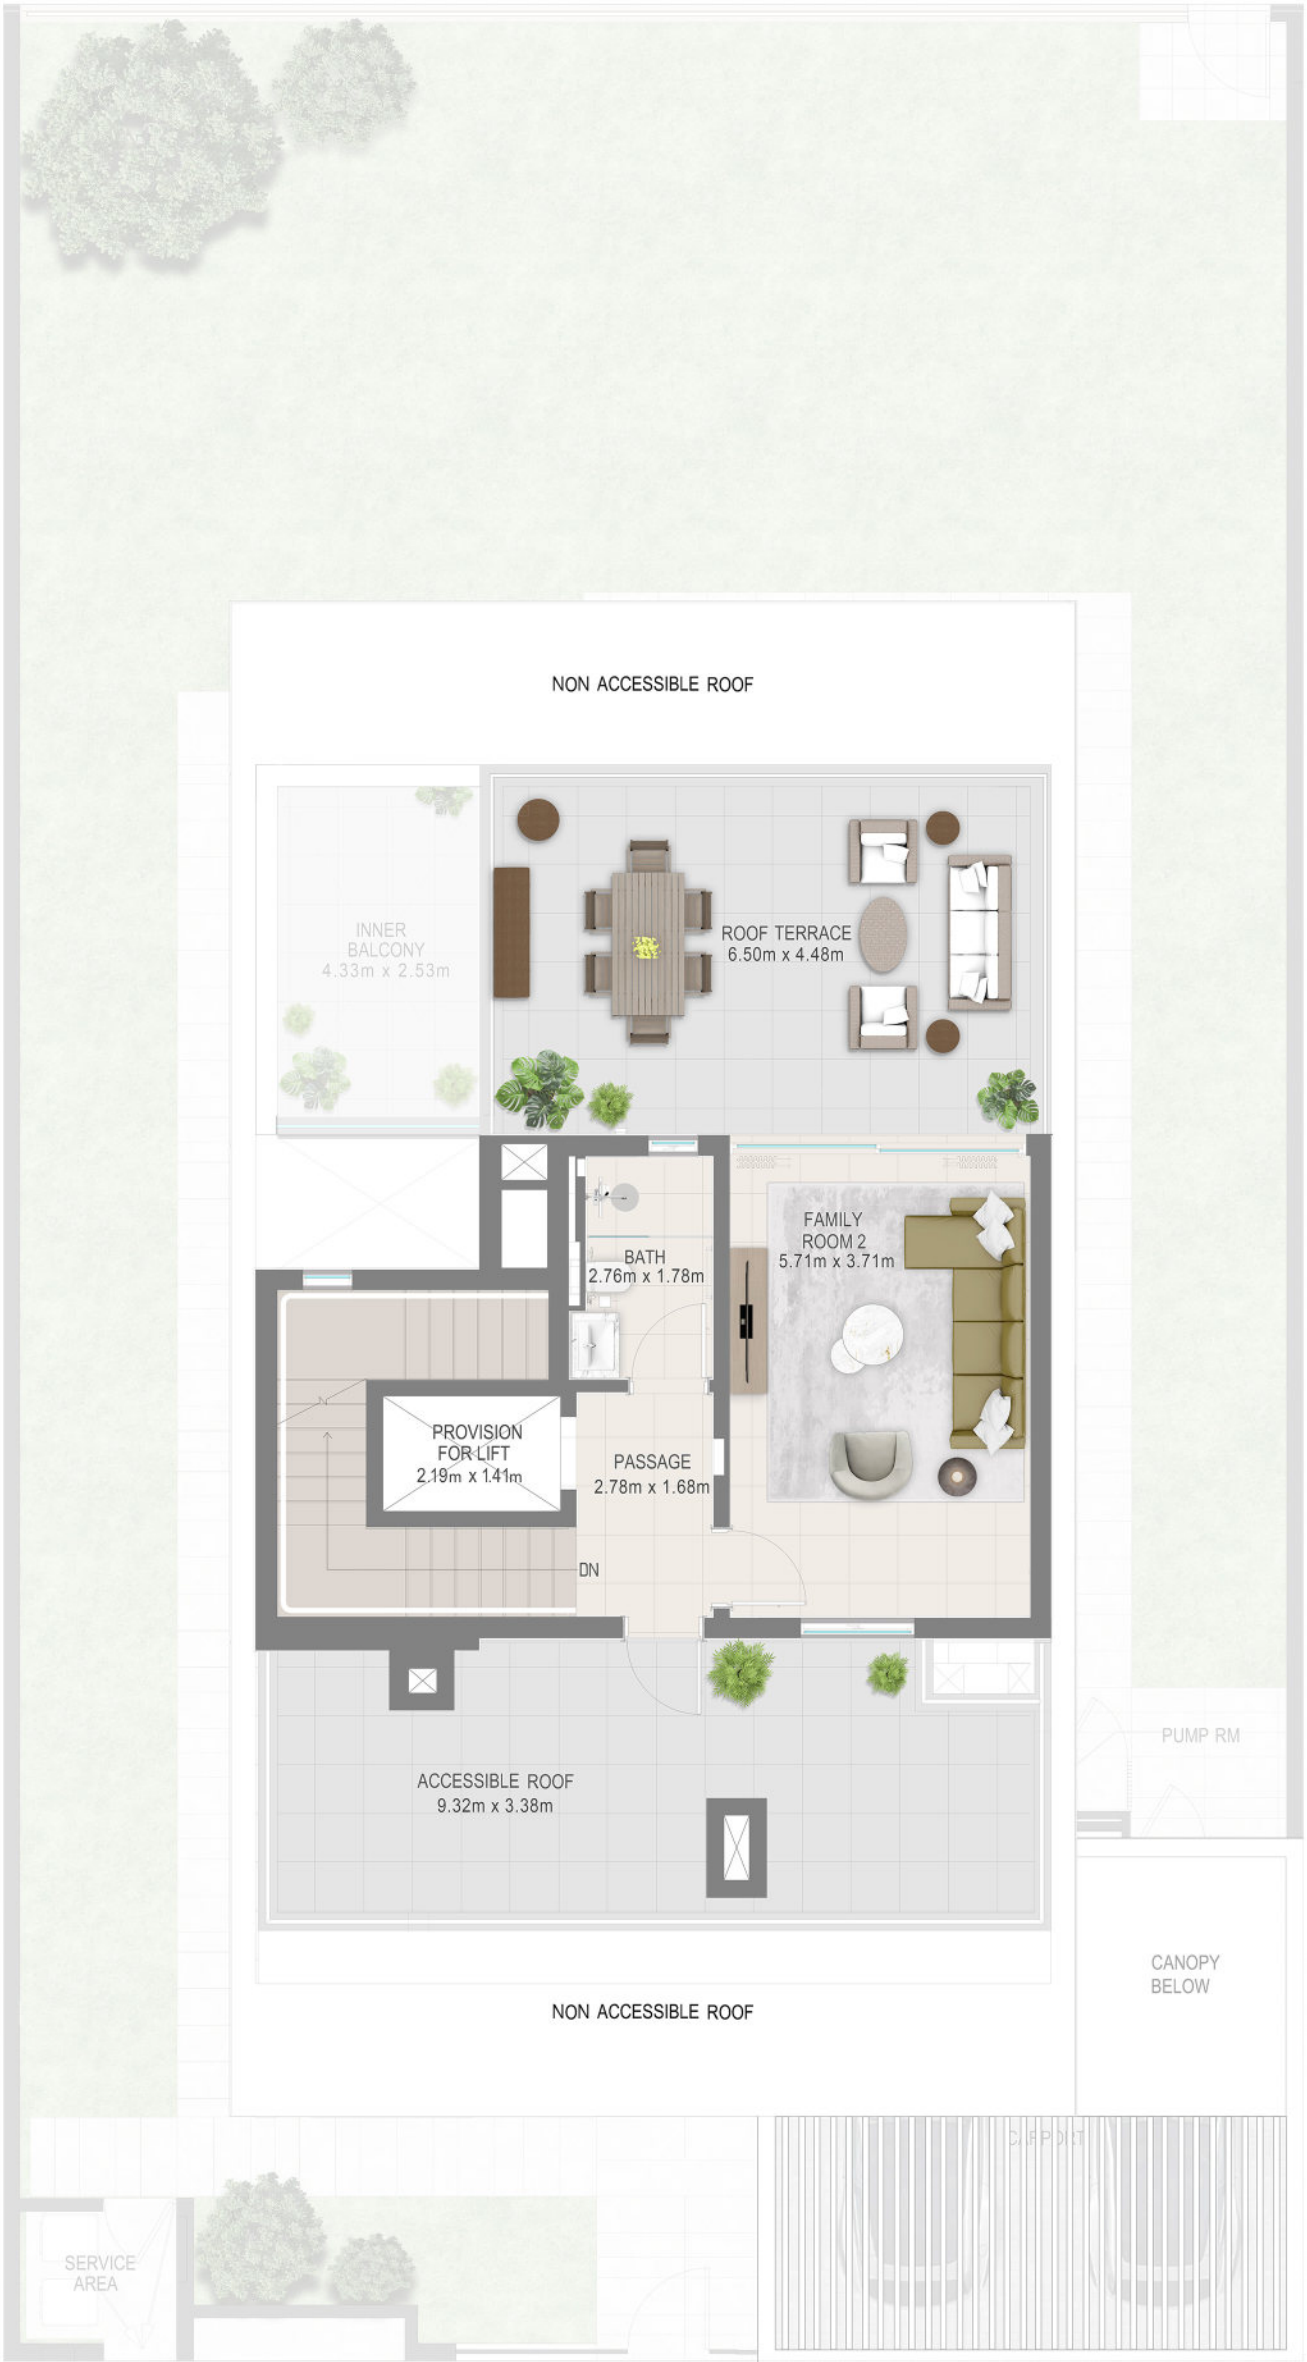 NON ACCESSIBLE ROOF
INNER
BALCONY
4.33m x 2.53m
ROOF TERRACE
6.50m x 4.48m
BATH
2.76m x 1.78m
FAMILY
ROOM 2
5.71m x 3.71m
PROVISION
FOR LIFT
2.19m x 1.41m
PASSAGE
2.78m x 1.68m
DN
PUMP RM
ACCESSIBLE ROOF
9.32m x 3.38m
CANOPY
BELOW
NON ACCESSIBLE ROOF
CARPORT
SERVICE
AREA